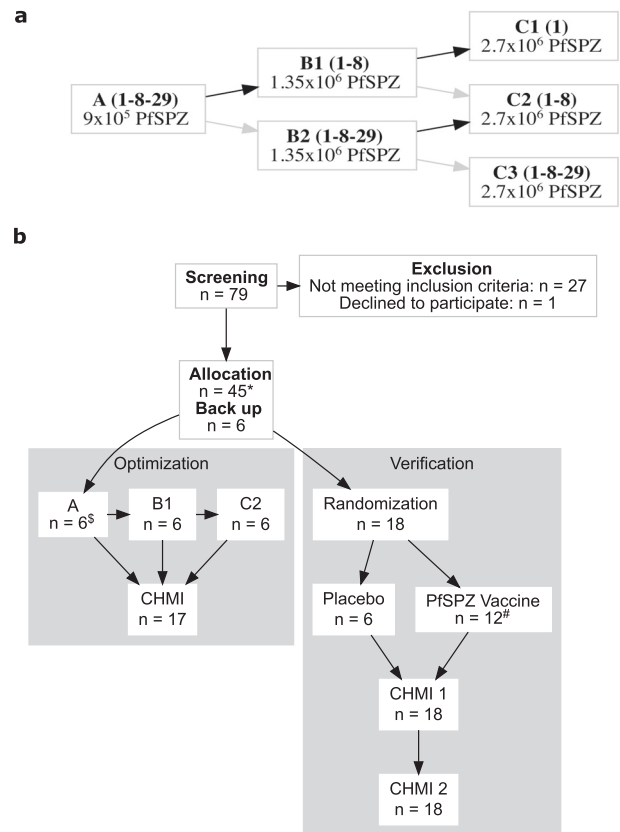 a
A (1-8-29)
9x10⁵ PfSPZ
B1 (1-8)
1.35x10⁶ PfSPZ
B2 (1-8-29)
1.35x10⁶ PfSPZ
C1 (1)
2.7x10⁶ PfSPZ
C2 (1-8)
2.7x10⁶ PfSPZ
C3 (1-8-29)
2.7x10⁶ PfSPZ
b
Screening
n = 79
Exclusion
Not meeting inclusion criteria: n = 27
Declined to participate: n = 1
Allocation
n = 45*
Back up
n = 6
Optimization
A
n = 6$
B1
n = 6
C2
n = 6
CHMI
n = 17
Verification
Randomization
n = 18
Placebo
n = 6
PfSPZ Vaccine
n = 12#
CHMI 1
n = 18
CHMI 2
n = 18